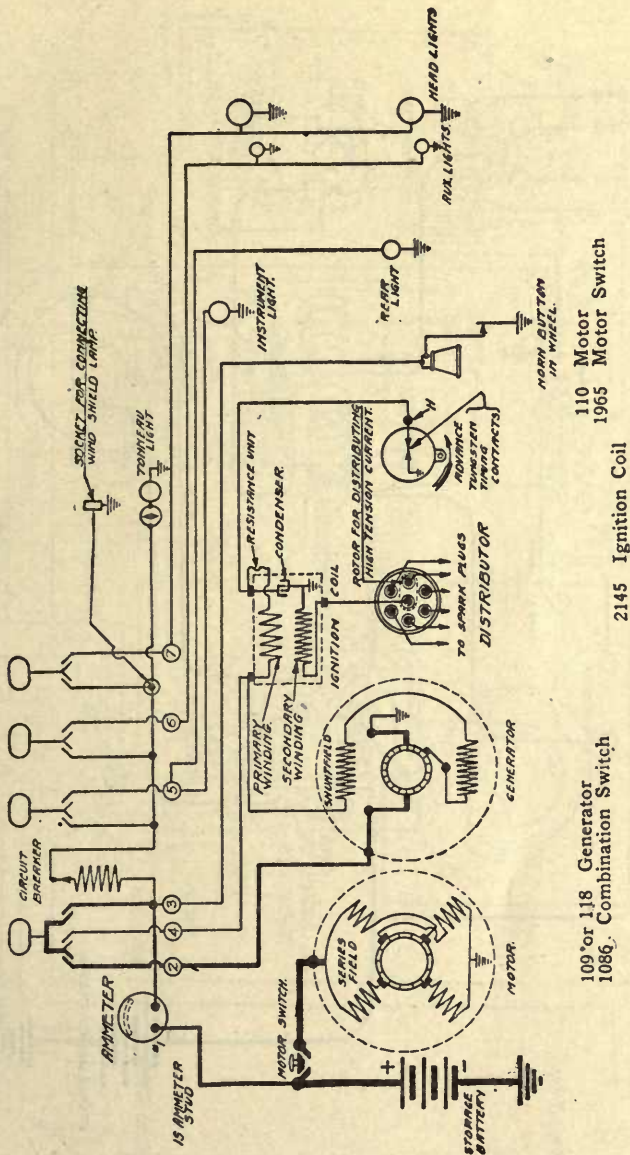 SOCKET FOR CONNECTING
WIND SHIELD LAMP.
TONNEAU
LIGHT
HEAD LIGHTS
AUX. LIGHTS.
INSTRUMENT
LIGHT.
REAR
LIGHT
HORN BUTTON
IN WHEEL.
CIRCUIT
BREAKER
7
6
5
3
4
2
AMMETER
#1
IS AMMETER
STUD
RESISTANCE UNIT
CONDENSER.
PRIMARY
WINDING.
SECONDARY
WINDING
IGNITION COIL
ROTOR FOR DISTRIBUTING
HIGH TENSION CURRENT.
H
ADVANCE
TUNGSTEN
TIMING
CONTACTS
TO SPARK PLUGS
DISTRIBUTOR
SHUNT FIELD
GENERATOR
SERIES
FIELD
MOTOR.
MOTOR SWITCH.
+
-
STORAGE
BATTERY
109 or 118 Generator
1086 Combination Switch
2145 Ignition Coil
110 Motor
1965 Motor Switch